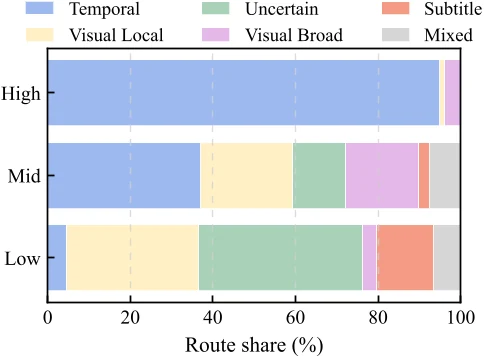 Temporal Uncertain Subtitle
Visual Local Visual Broad Mixed
High
Mid
Low
0 20 40 60 80 100
Route share (%)